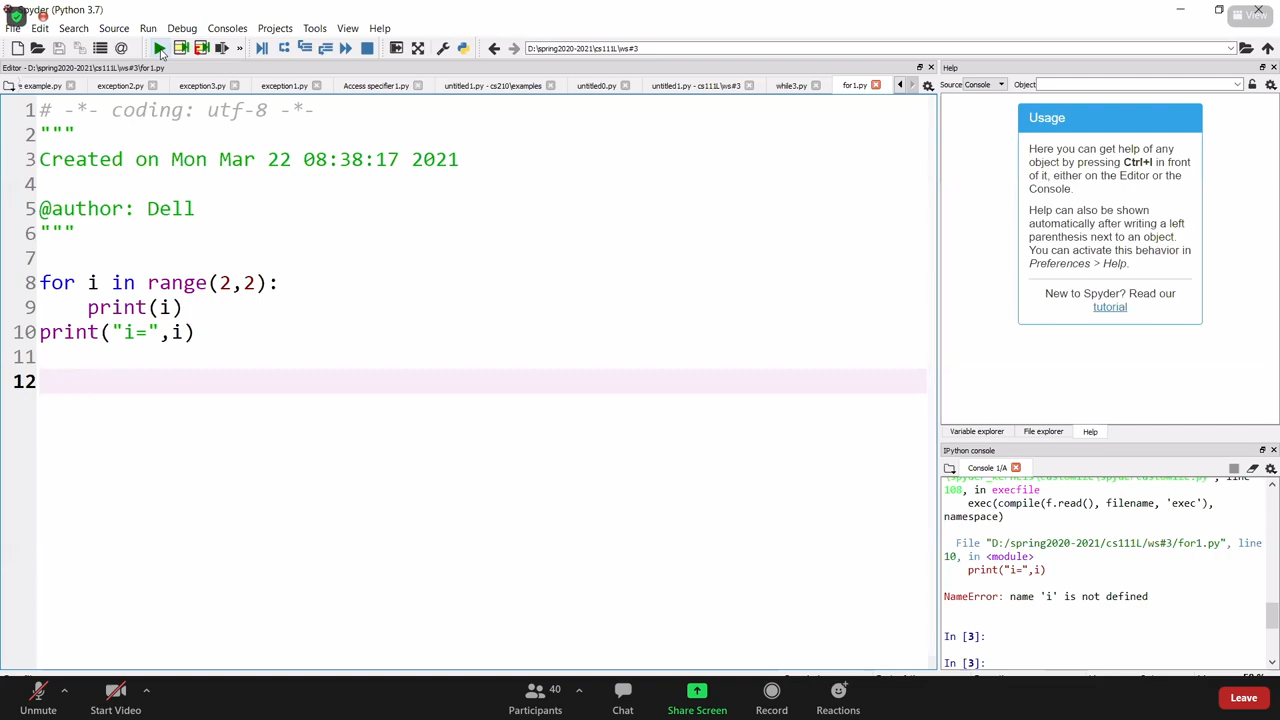 Spyder (Python 3.7)
View
File Edit Search Source Run Debug Consoles Projects Tools View Help
D:\spring2020-2021\cs111L\ws#3
Editor - D:\spring2020-2021\cs111L\ws#3\for1.py
Help
example.py exception2.py exception3.py exception1.py Access specifier1.py untitled1.py - cs210\examples untitled0.py untitled1.py - cs111L\ws#3 while3.py for1.py
Source Console Object
1 # -*- coding: utf-8 -*-
2 """
3 Created on Mon Mar 22 08:38:17 2021
4
5 @author: Dell
6 """
7
8 for i in range(2,2):
9 print(i)
10 print("i=",i)
11
12
Usage
Here you can get help of any
object by pressing Ctrl+I in front
of it, either on the Editor or the
Console.
Help can also be shown
automatically after writing a left
parenthesis next to an object.
You can activate this behavior in
Preferences > Help.
New to Spyder? Read our
tutorial
Variable explorer File explorer Help
IPython console
Console 1/A
108, in execfile
exec(compile(f.read(), filename, 'exec'),
namespace)
File "D:/spring2020-2021/cs111L/ws#3/for1.py", line
10, in <module>
print("i=",i)
NameError: name 'i' is not defined
In [3]:
In [3]:
Unmute Start Video Participants 40 Chat Share Screen Record Reactions Leave